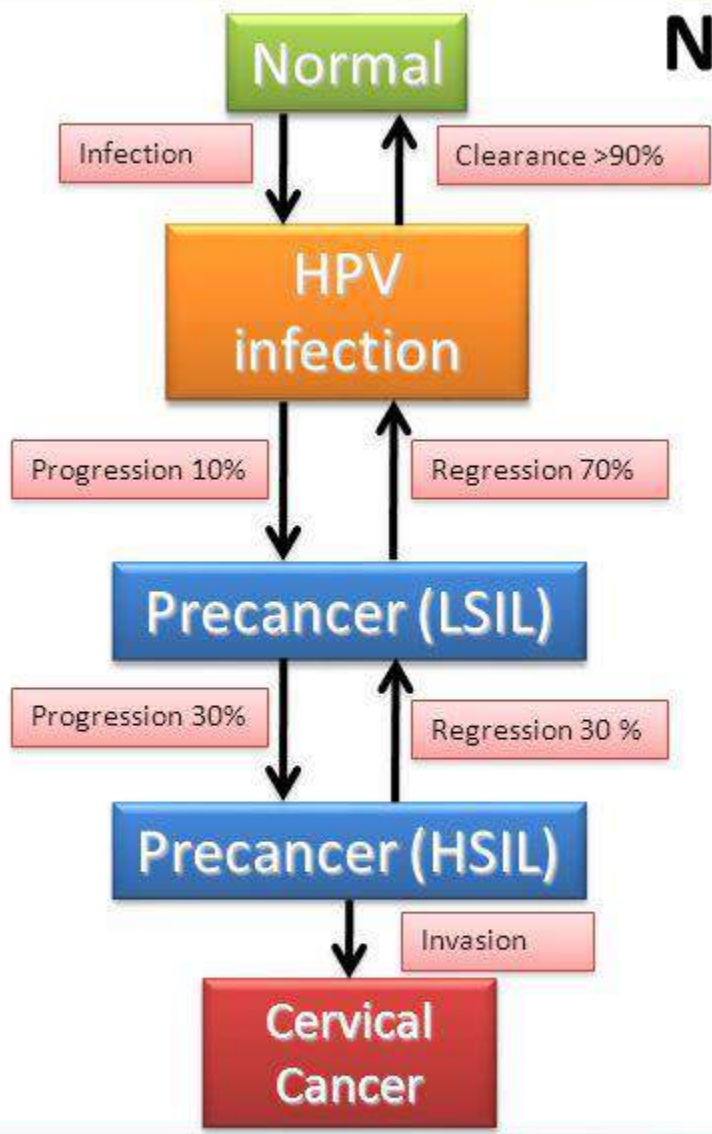 Normal
N
Infection
Clearance >90%
HPV
infection
Progression 10%
Regression 70%
Precancer (LSIL)
Progression 30%
Regression 30 %
Precancer (HSIL)
Invasion
Cervical
Cancer